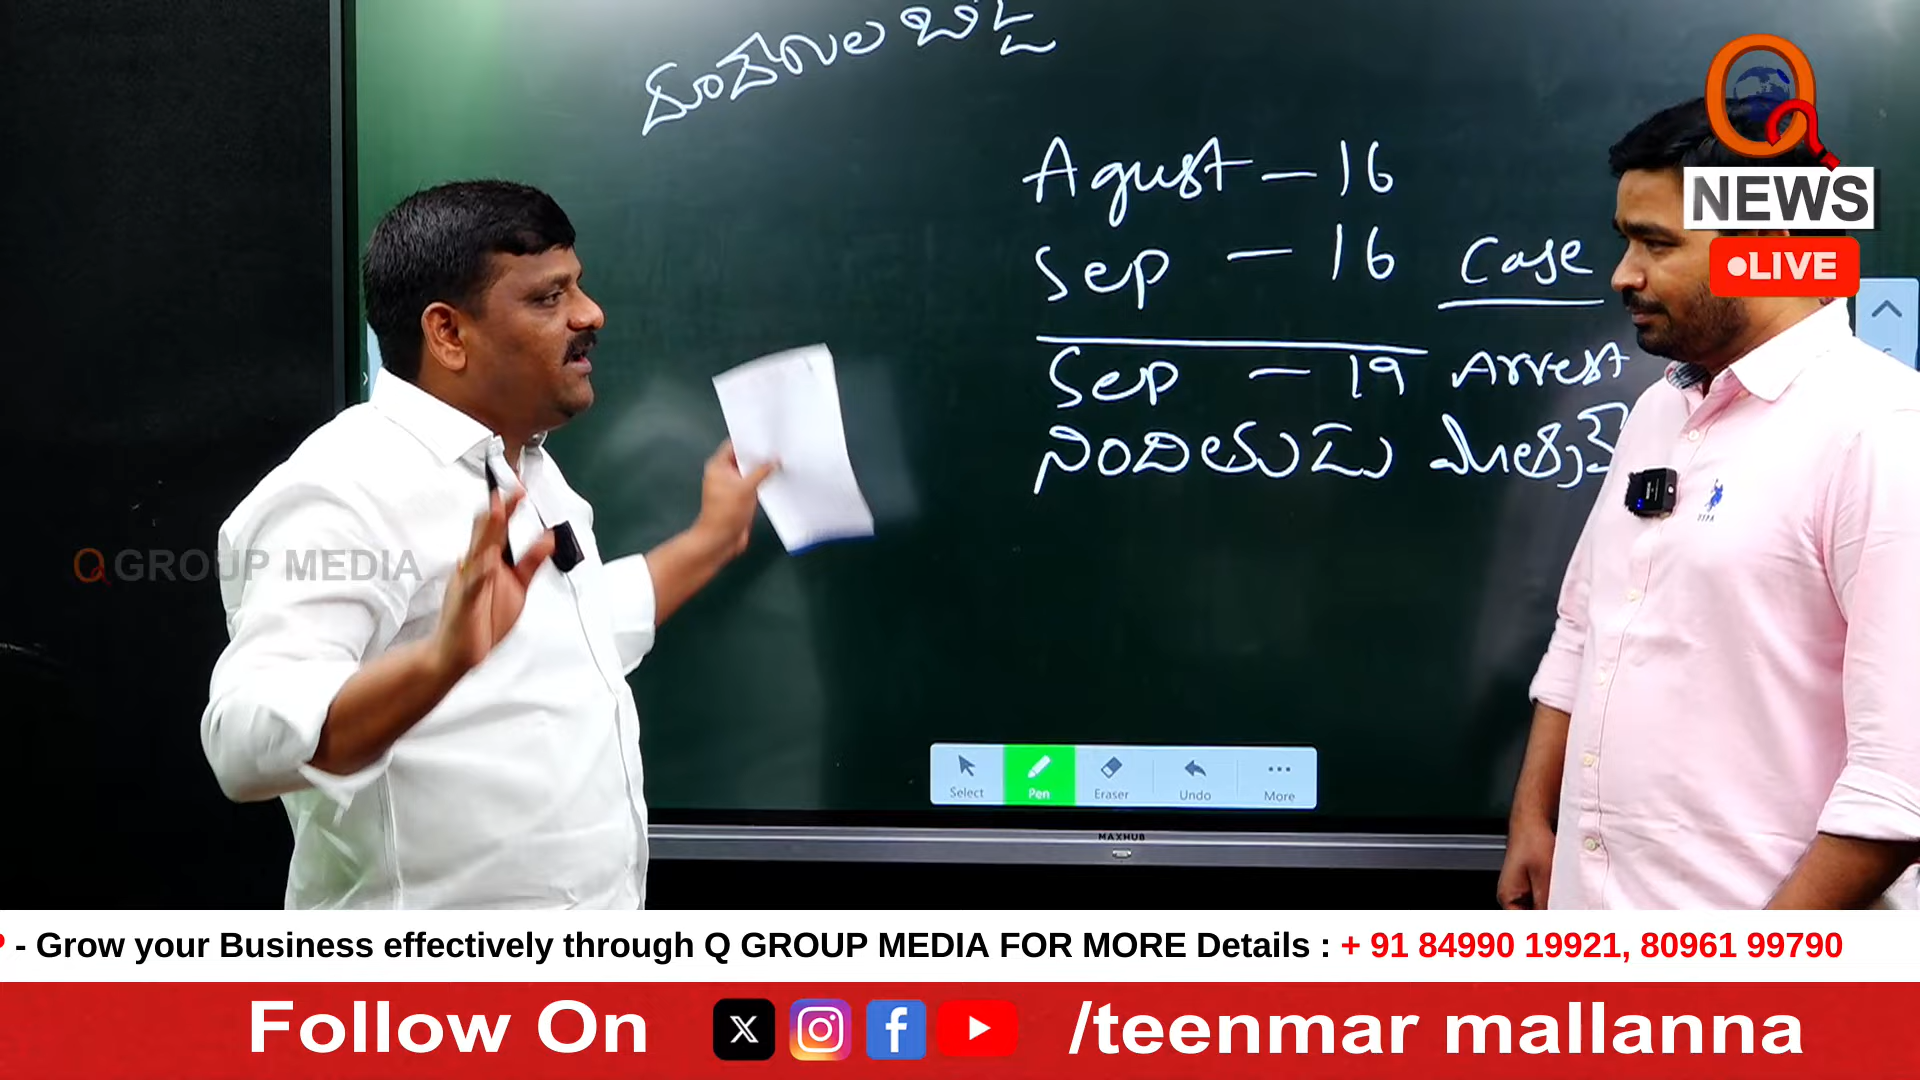 Agust - 16
Sep - 16 Case
Sep - 19 Arrest
నిందితుడు
Q NEWS
LIVE
Q GROUP MEDIA
Select Pen Eraser Undo More
MAXHUB
- Grow your Business effectively through Q GROUP MEDIA FOR MORE Details : + 91 84990 19921, 80961 99790
Follow On /teenmar mallanna